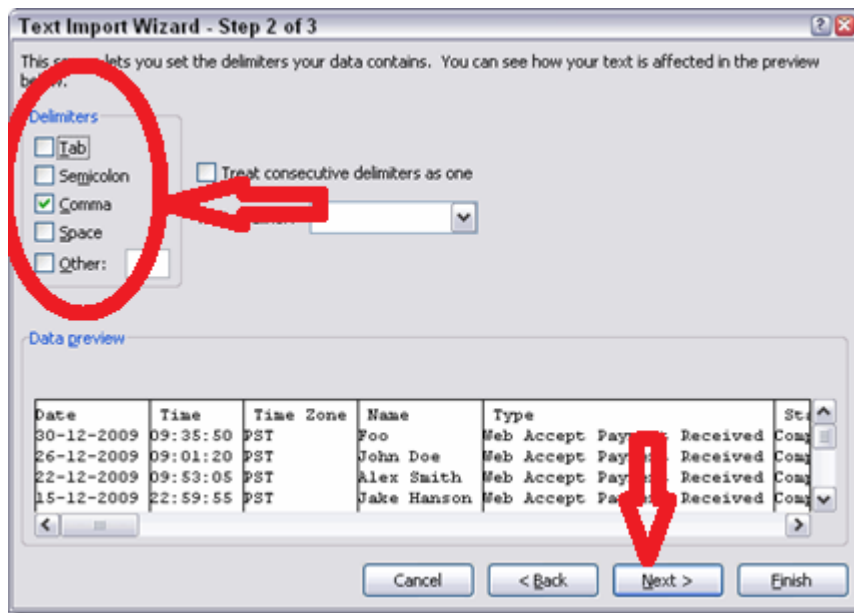 Text Import Wizard - Step 2 of 3
This lets you set the delimiters your data contains. You can see how your text is affected in the preview
Delimiters
Tab
Semicolon
Treat consecutive delimiters as one
Comma
Space
Other:
Data preview
Date Time Time Zone Name Type
30-12-2009 09:35:50 PST Foo Web Accept Payment Received
26-12-2009 09:01:20 PST John Doe Web Accept Received
22-12-2009 09:53:05 PST Alex Smith Web Accept Received
15-12-2009 22:59:55 PST Jake Hanson Web Accept Received
Cancel < Back Next > Finish